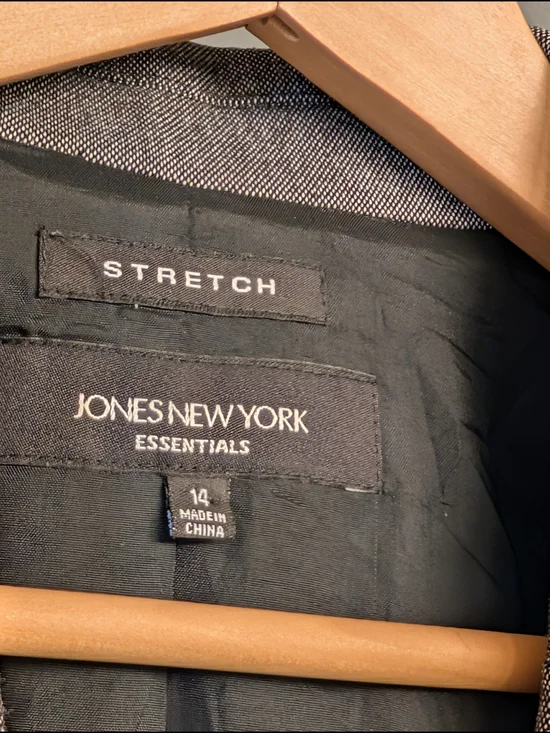 STRETCH
JONES NEW YORK
ESSENTIALS
14
MADE IN
CHINA